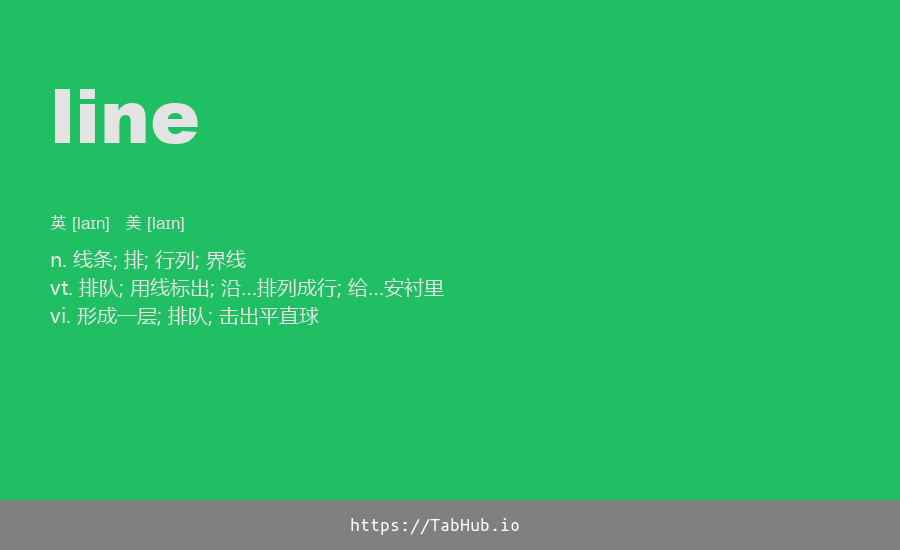 line
英 [laɪn] 美 [laɪn]
n. 线条; 排; 行列; 界线
vt. 排队; 用线标出; 沿...排列成行; 给...安衬里
vi. 形成一层; 排队; 击出平直球
https://TabHub.io